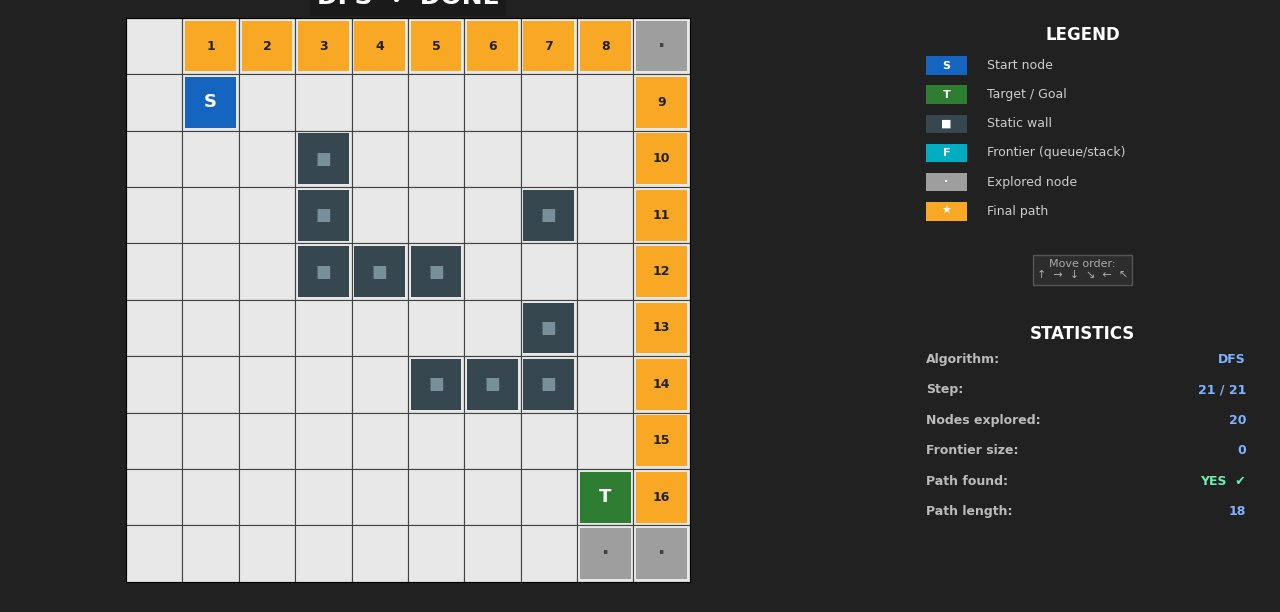 DFS • DONE
1 2 3 4 5 6 7 8 ·
S 9
■ 10
■ ■ 11
■ ■ ■ 12
■ 13
■ ■ ■ 14
15
T 16
· ·
LEGEND
S Start node
T Target / Goal
■ Static wall
F Frontier (queue/stack)
· Explored node
★ Final path
Move order:
↑ → ↓ ↘ ← ↖
STATISTICS
Algorithm: DFS
Step: 21 / 21
Nodes explored: 20
Frontier size: 0
Path found: YES ✔
Path length: 18